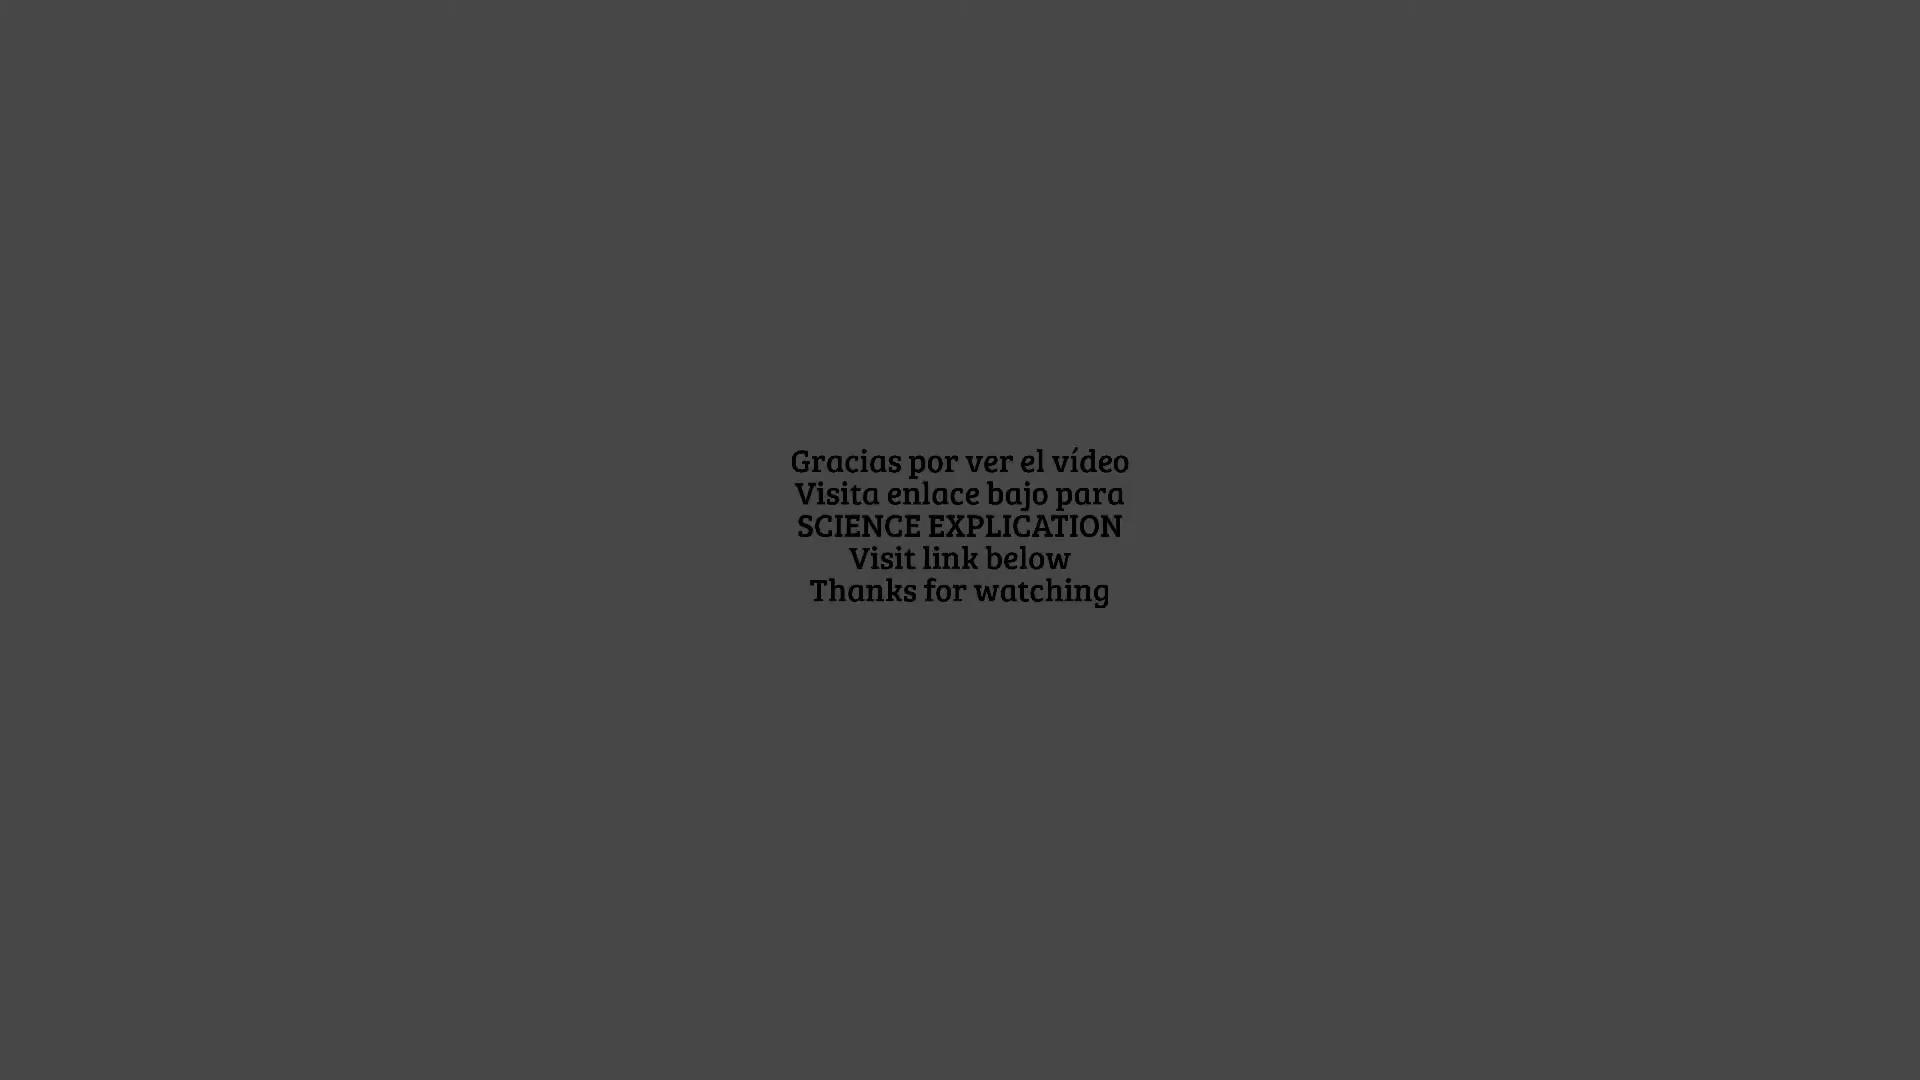 Gracias por ver el vídeo
Visita enlace bajo para
SCIENCE EXPLICATION
Visit link below
Thanks for watching